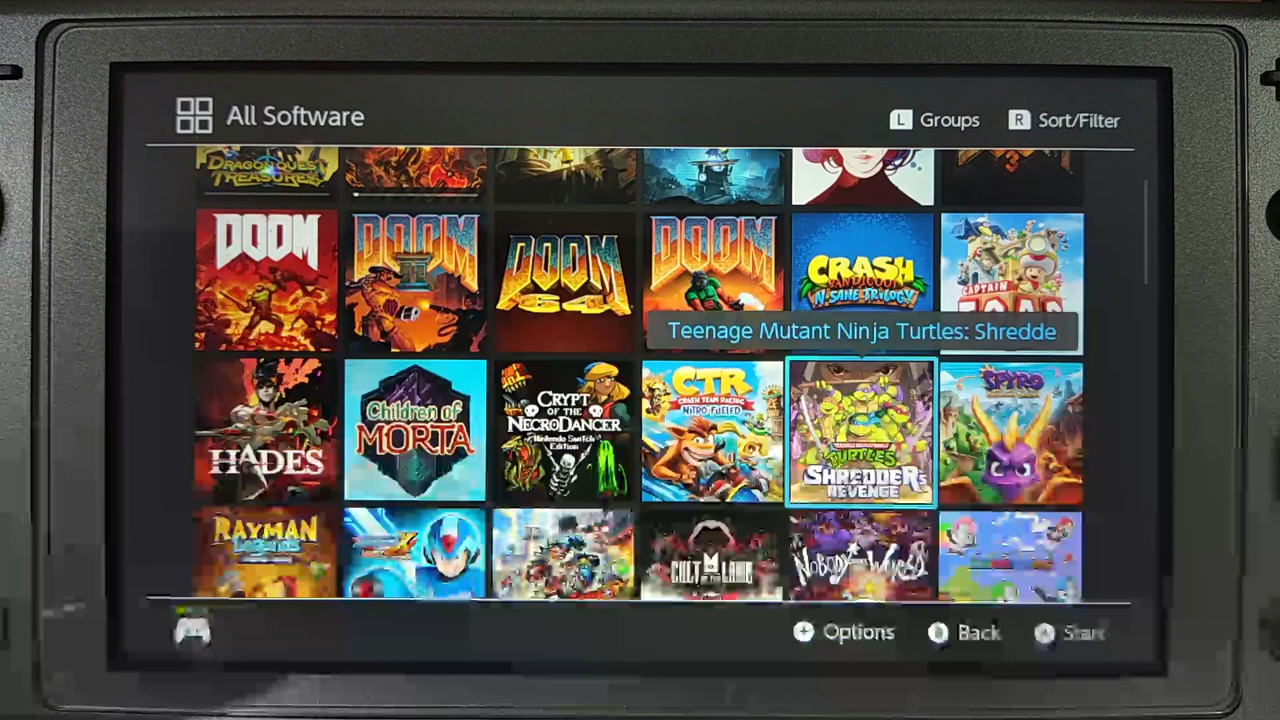 All Software
L Groups
R Sort/Filter
DRAGON QUEST
TREASURES
DOOM
DOOM
II
DOOM
64
DOOM
CRASH
BANDICOOT
N.SANE TRILOGY
CAPTAIN
TOAD
Teenage Mutant Ninja Turtles: Shredde
HADES
Children of
MORTA
CRYPT
OF THE
NECRODANCER
Nintendo Switch
Edition
CTR
CRASH TEAM RACING
NITRO-FUELED
TEENAGE MUTANT NINJA
TURTLES
SHREDDER'S
REVENGE
SPYRO
RAYMAN
Legends
X
CULT OF THE LAMB
NOBODY SAVES THE WORLD
+ Options
B Back
A Start